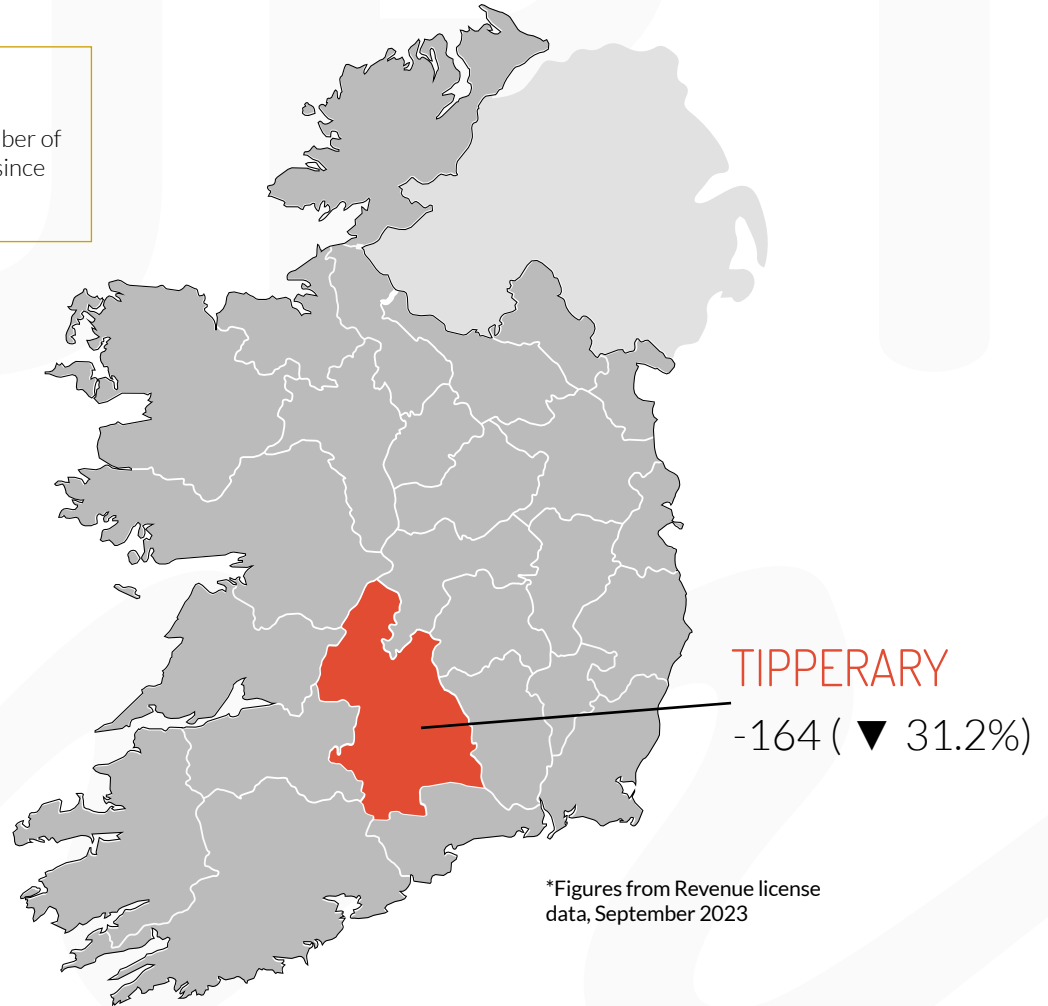 ber of
since
TIPPERARY
-164 ( ▼ 31.2%)
*Figures from Revenue license
data, September 2023